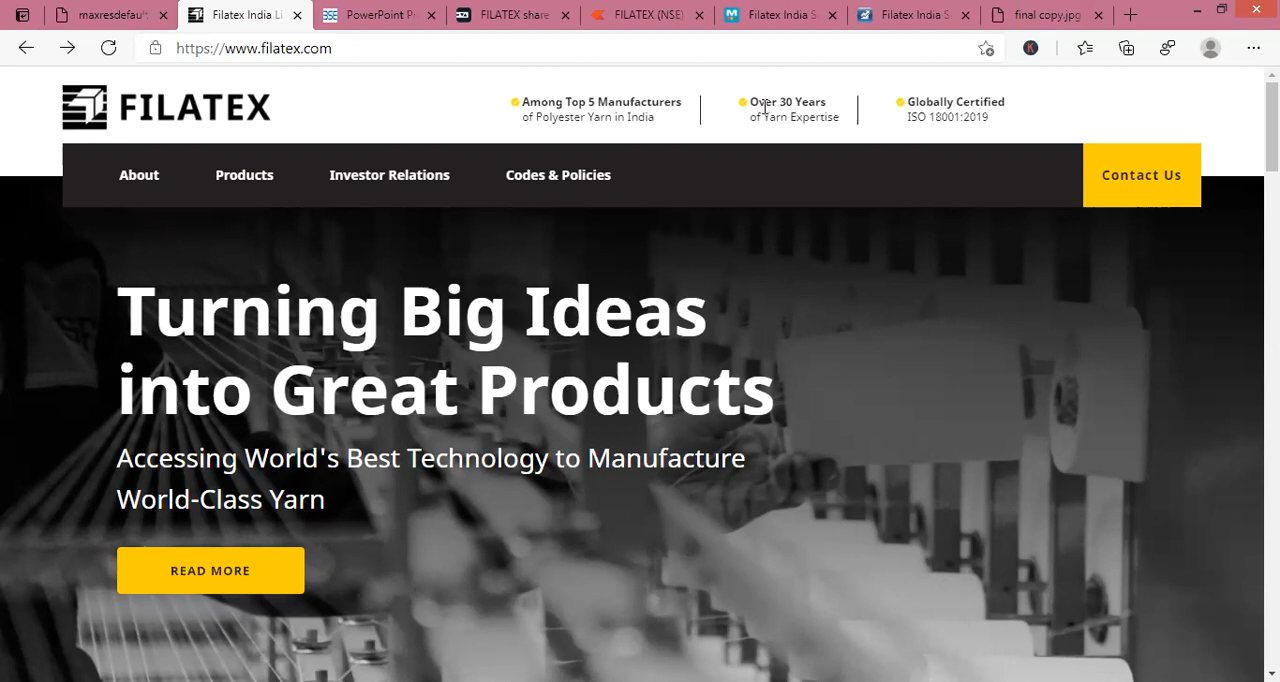 maxresdefaul
Filatex India Li
PowerPoint P
FILATEX share
FILATEX (NSE)
Filatex India S
Filatex India S
final copy.jpg
https://www.filatex.com
K
FILATEX
Among Top 5 Manufacturers
of Polyester Yarn in India
Over 30 Years
of Yarn Expertise
Globally Certified
ISO 18001:2019
About
Products
Investor Relations
Codes & Policies
Contact Us
Turning Big Ideas
into Great Products
Accessing World's Best Technology to Manufacture
World-Class Yarn
READ MORE